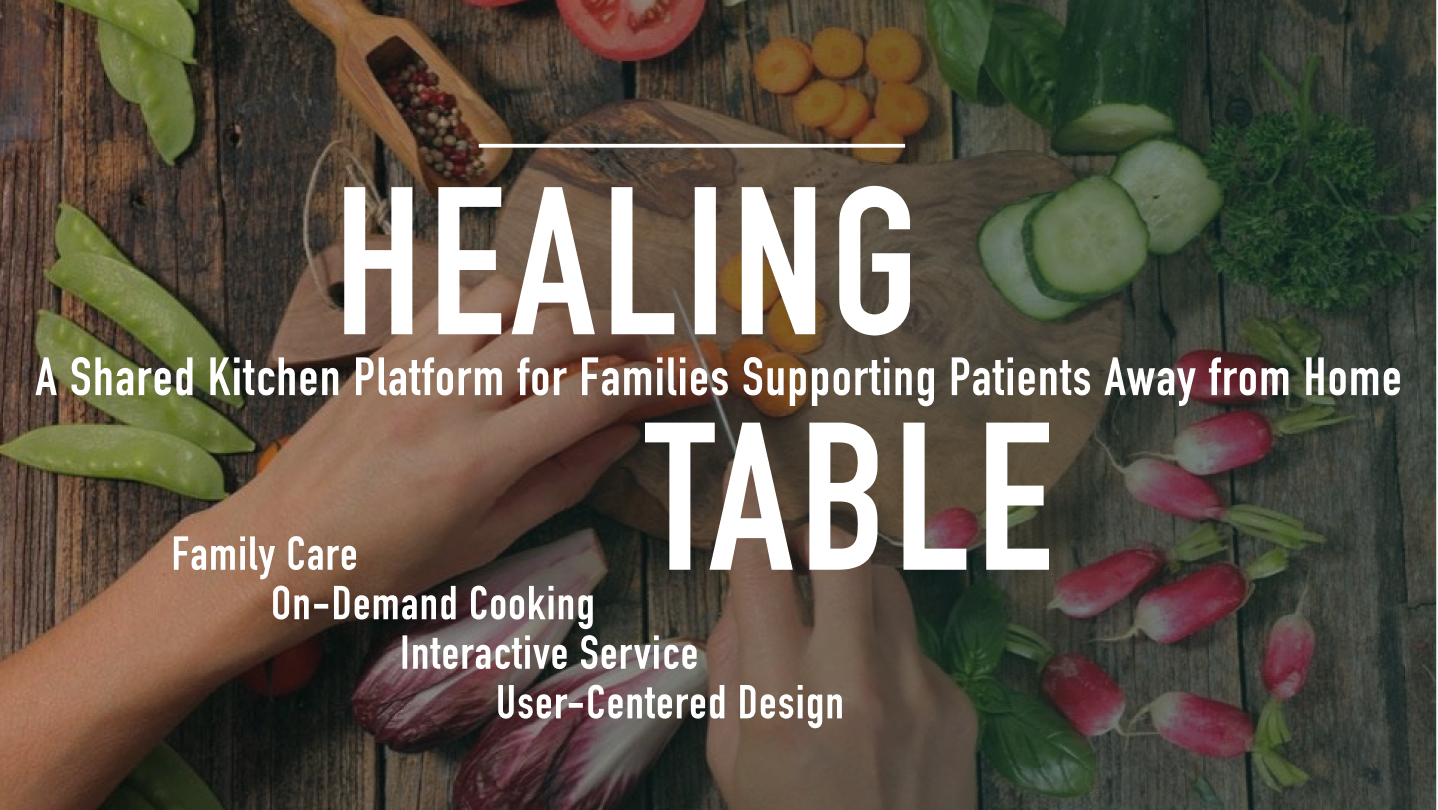 HEALING
A Shared Kitchen Platform for Families Supporting Patients Away from Home
TABLE
Family Care
On-Demand Cooking
Interactive Service
User-Centered Design